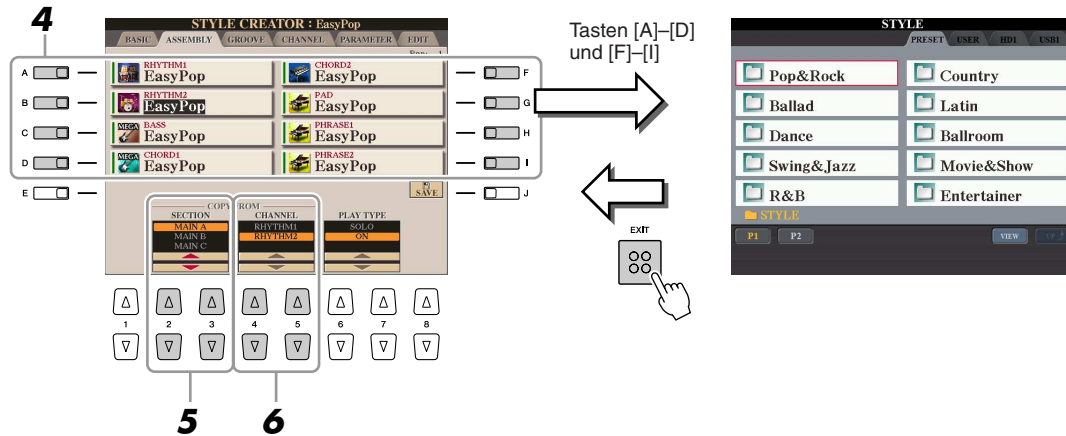 4
STYLE CREATOR : EasyPop
BASIC ASSEMBLY GROOVE CHANNEL PARAMETER EDIT
A
RHYTHM1
EasyPop
CHORD2
EasyPop
F
B
RHYTHM2
EasyPop
PAD
EasyPop
G
C
MEGA
BASS
EasyPop
PHRASE1
EasyPop
H
D
MEGA
CHORD1
EasyPop
PHRASE2
EasyPop
I
E
SAVE
J
SECTION
MAIN A
MAIN B
MAIN C
CHANNEL
RHYTHM1
RHYTHM2
PLAY TYPE
SOLO
ON
1 2 3 4 5 6 7 8
5 6
Tasten [A]–[D]
und [F]–[I]
EXIT
STYLE
PRESET USER HD1 USB1
Pop&Rock Country
Ballad Latin
Dance Ballroom
Swing&Jazz Movie&Show
R&B Entertainer
STYLE
P1 P2 VIEW UP